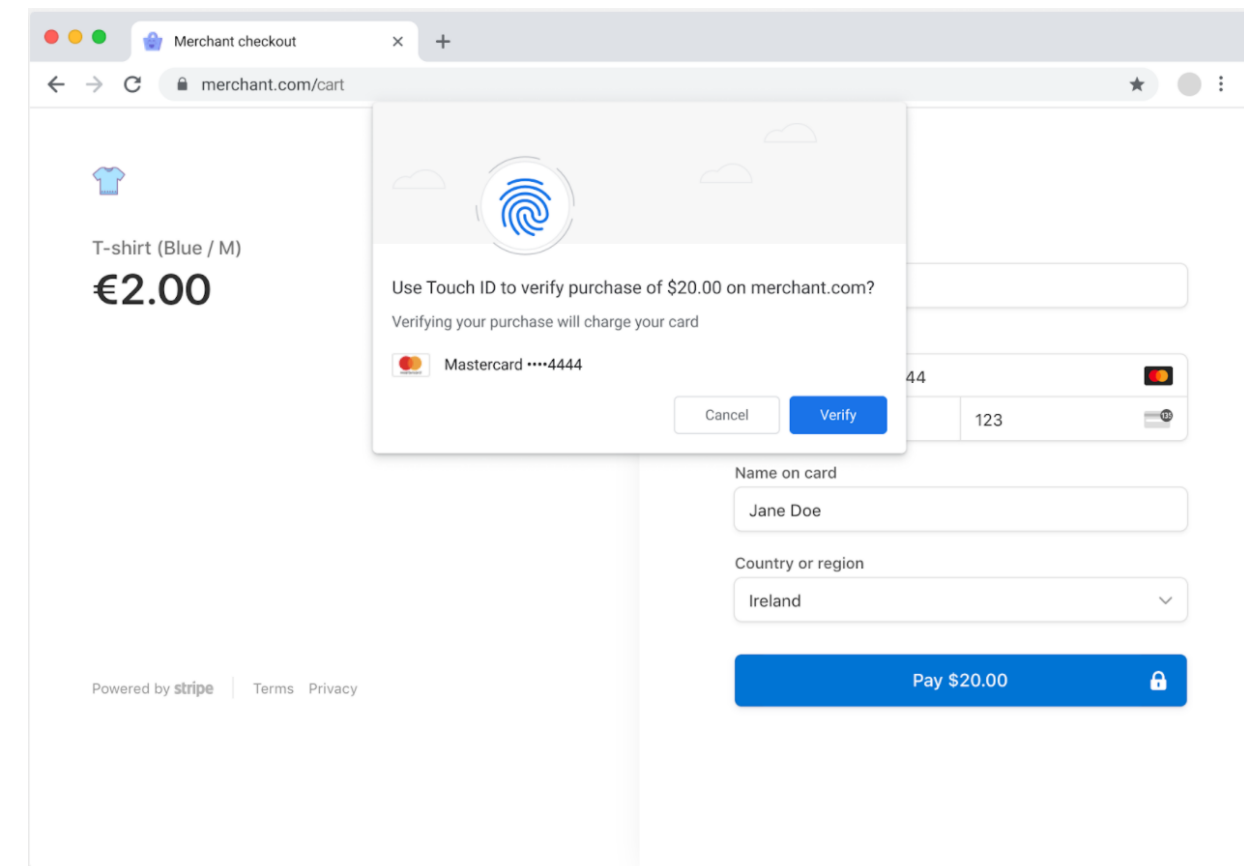 Merchant checkout
merchant.com/cart
T-shirt (Blue / M)
€2.00
Use Touch ID to verify purchase of $20.00 on merchant.com?
Verifying your purchase will charge your card
Mastercard ••••4444
Cancel Verify
44
123
Name on card
Jane Doe
Country or region
Ireland
Pay $20.00
Powered by stripe Terms Privacy